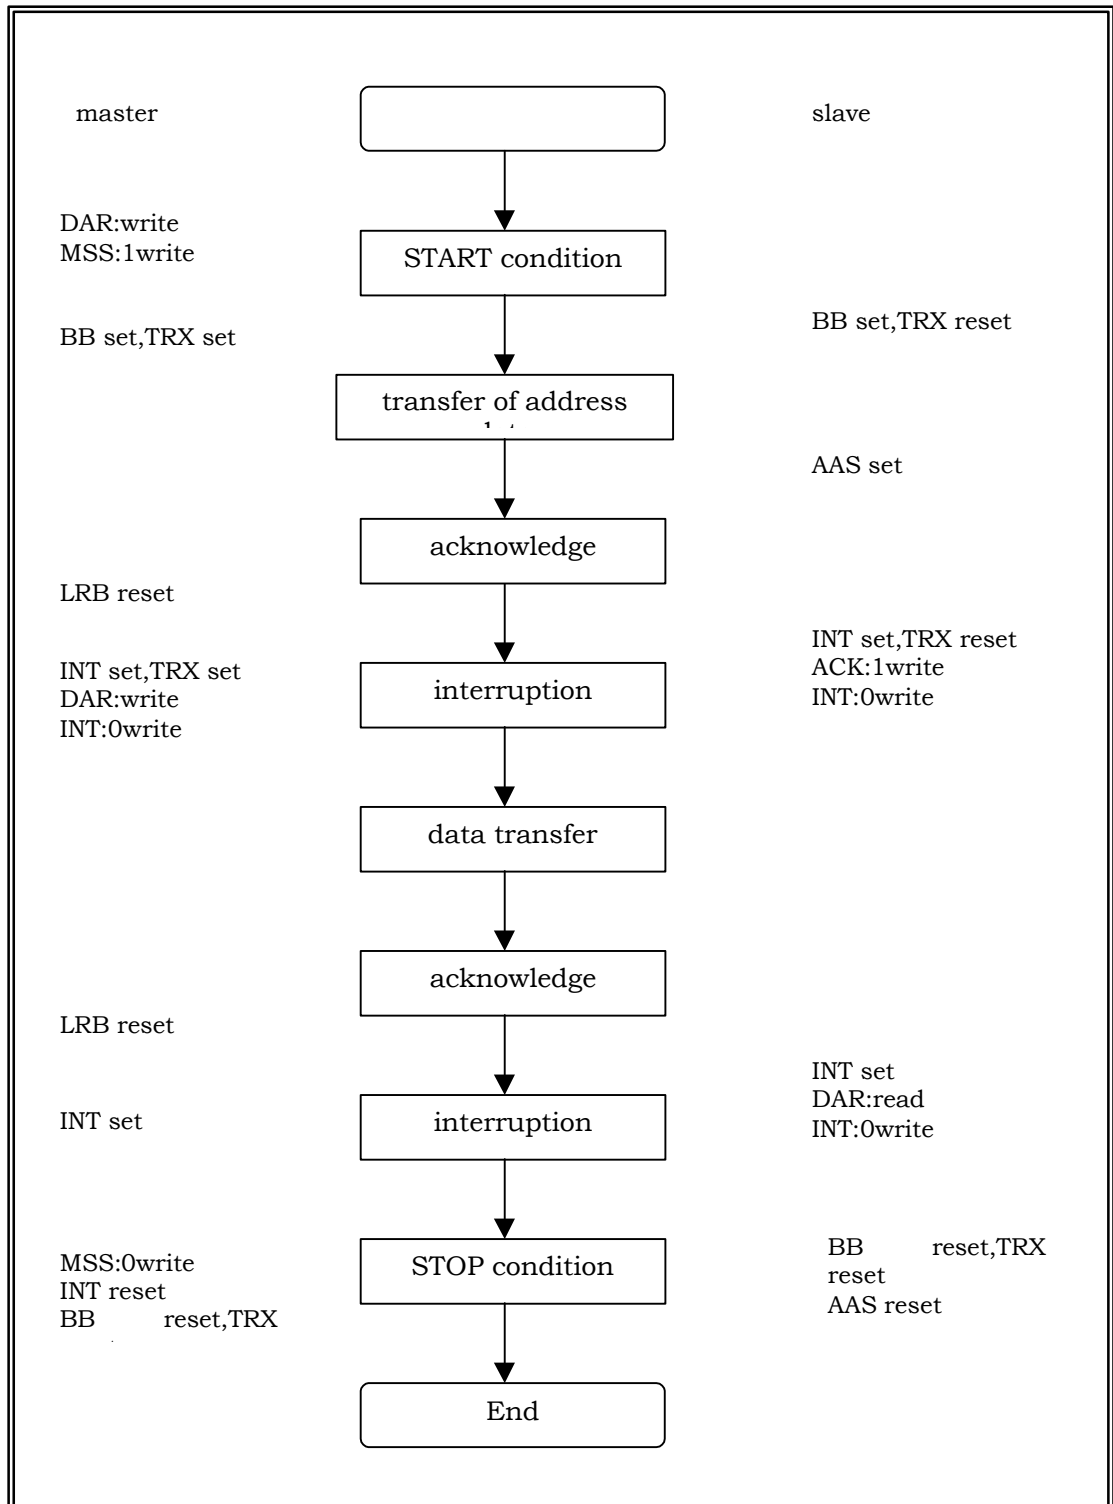 master
slave
DAR:write
MSS:1write
START condition
BB set,TRX set
BB set,TRX reset
transfer of address
AAS set
acknowledge
LRB reset
INT set,TRX set
DAR:write
INT:0write
interruption
INT set,TRX reset
ACK:1write
INT:0write
data transfer
acknowledge
LRB reset
INT set
interruption
INT set
DAR:read
INT:0write
MSS:0write
INT reset
BB reset,TRX
STOP condition
BB reset,TRX
reset
AAS reset
End